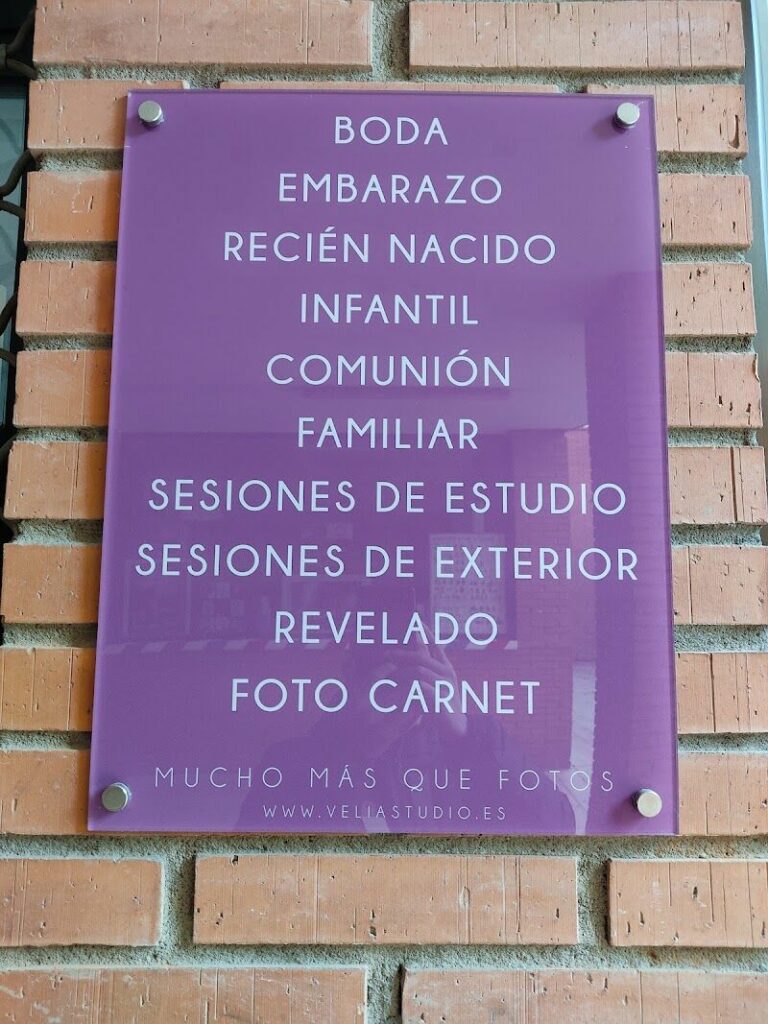 BODA
EMBARAZO
RECIÉN NACIDO
INFANTIL
COMUNIÓN
FAMILIAR
SESIONES DE ESTUDIO
SESIONES DE EXTERIOR
REVELADO
FOTO CARNET
MUCHO MÁS QUE FOTOS
WWW.VELIASTUDIO.ES